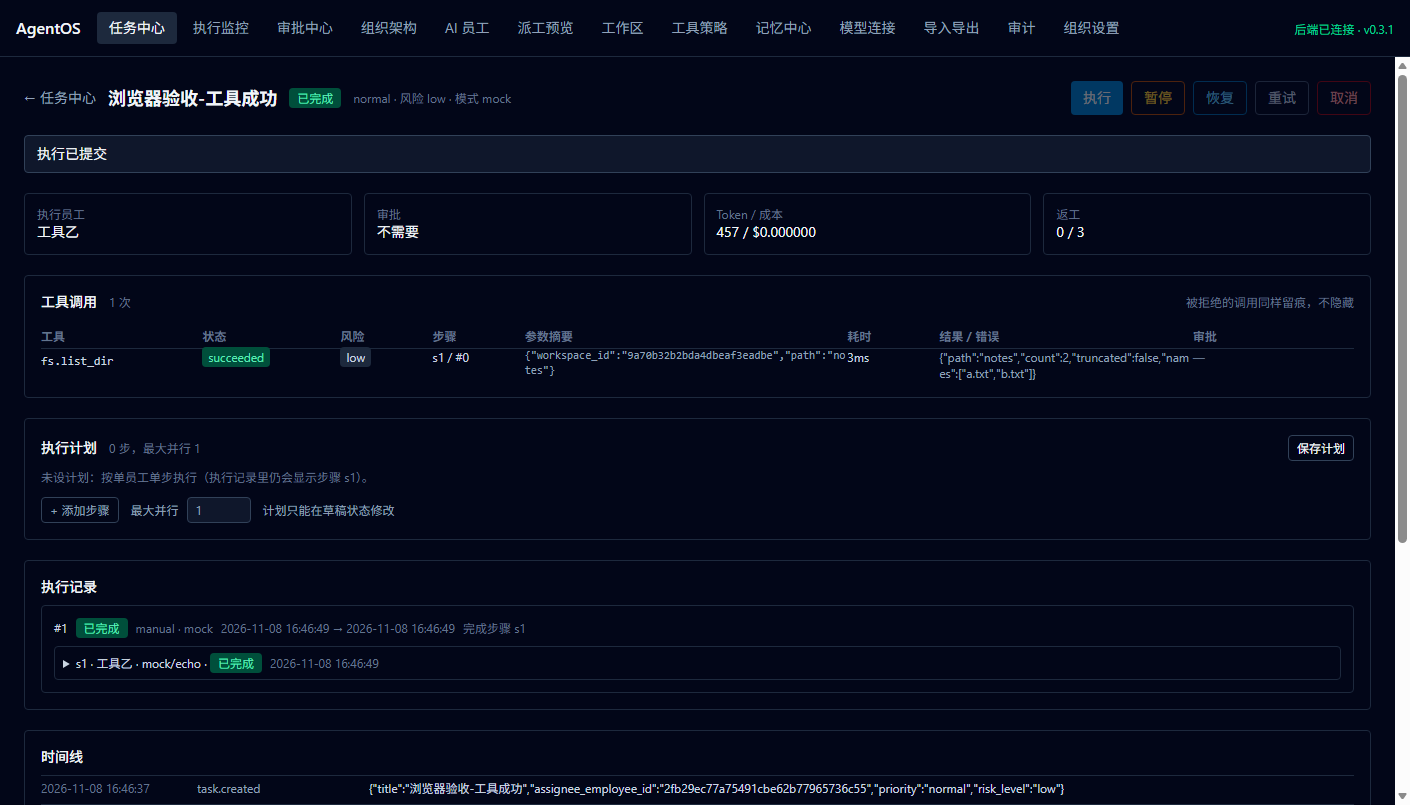 AgentOS 任务中心 执行监控 审批中心 组织架构 AI 员工 派工预览 工作区 工具策略 记忆中心 模型连接 导入导出 审计 组织设置 后端已连接 · v0.3.1
← 任务中心 浏览器验收-工具成功 已完成 normal · 风险 low · 模式 mock 执行 暂停 恢复 重试 取消
执行已提交
执行员工 审批 Token / 成本 返工
工具乙 不需要 457 / $0.000000 0 / 3
工具调用 1 次 被拒绝的调用同样留痕，不隐藏
工具 状态 风险 步骤 参数摘要 耗时 结果 / 错误 审批
fs.list_dir succeeded low s1 / #0 {"workspace_id":"9a70b32b2bda4dbeaf3eadbe","path":"no 3ms {"path":"notes","count":2,"truncated":false,"nam —
tes"} es":["a.txt","b.txt"]}
执行计划 0 步，最大并行 1 保存计划
未设计划：按单员工单步执行（执行记录里仍会显示步骤 s1）。
+ 添加步骤 最大并行 1 计划只能在草稿状态修改
执行记录
#1 已完成 manual · mock 2026-11-08 16:46:49 → 2026-11-08 16:46:49 完成步骤 s1
▶ s1 · 工具乙 · mock/echo · 已完成 2026-11-08 16:46:49
时间线
2026-11-08 16:46:37 task.created {"title":"浏览器验收-工具成功","assignee_employee_id":"2fb29ec77a75491cbe62b77965736c55","priority":"normal","risk_level":"low"}